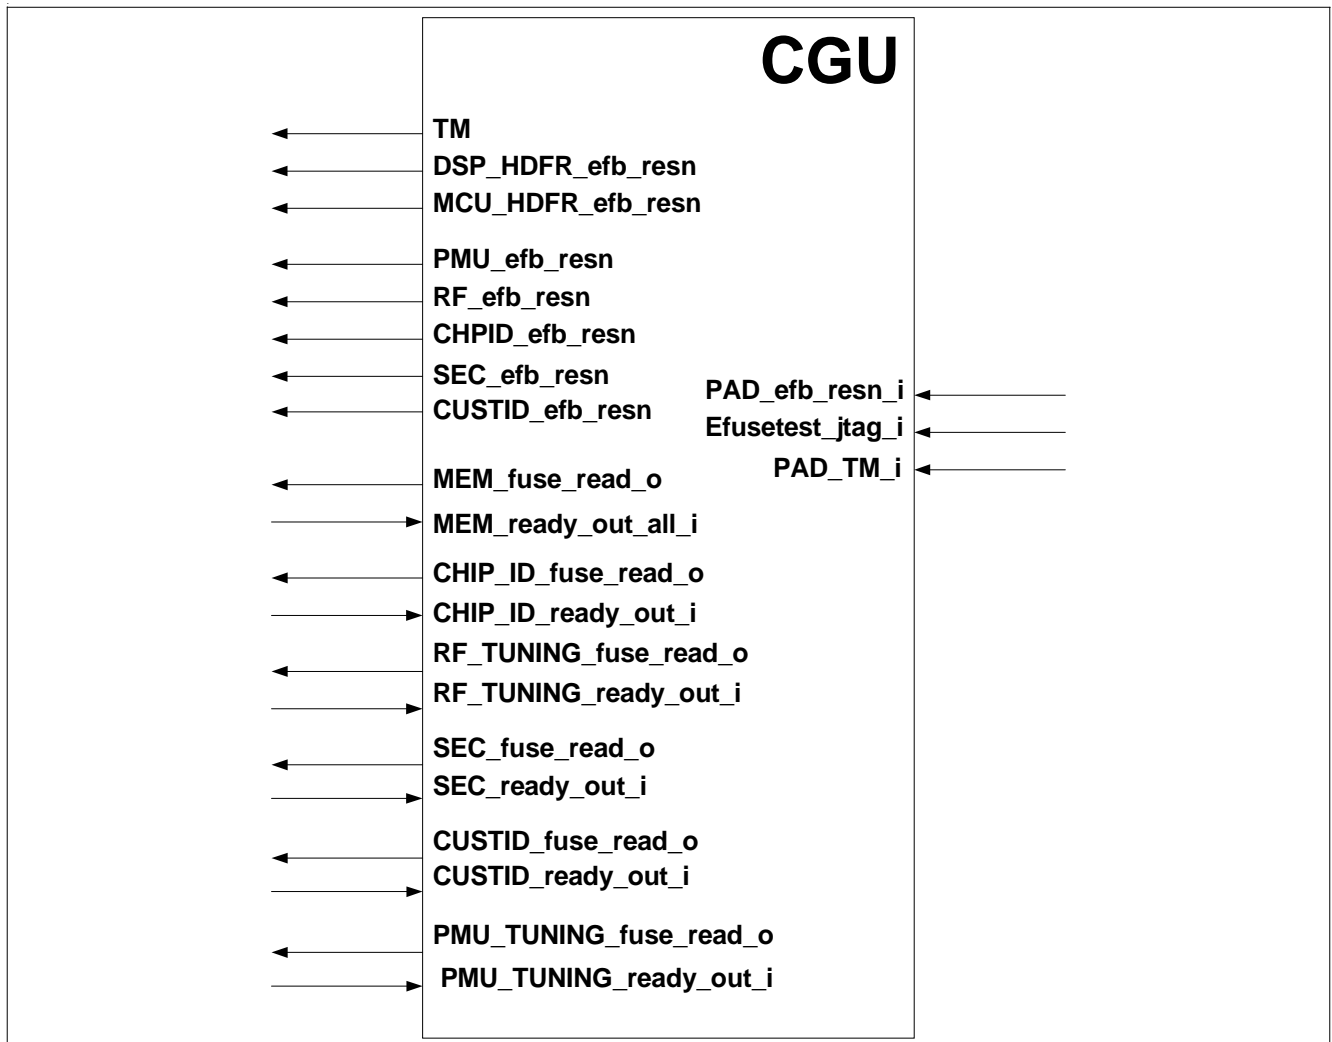 CGU
TM
DSP_HDFR_efb_resn
MCU_HDFR_efb_resn
PMU_efb_resn
RF_efb_resn
CHPID_efb_resn
SEC_efb_resn
CUSTID_efb_resn
PAD_efb_resn_i
Efusetest_jtag_i
PAD_TM_i
MEM_fuse_read_o
MEM_ready_out_all_i
CHIP_ID_fuse_read_o
CHIP_ID_ready_out_i
RF_TUNING_fuse_read_o
RF_TUNING_ready_out_i
SEC_fuse_read_o
SEC_ready_out_i
CUSTID_fuse_read_o
CUSTID_ready_out_i
PMU_TUNING_fuse_read_o
PMU_TUNING_ready_out_i